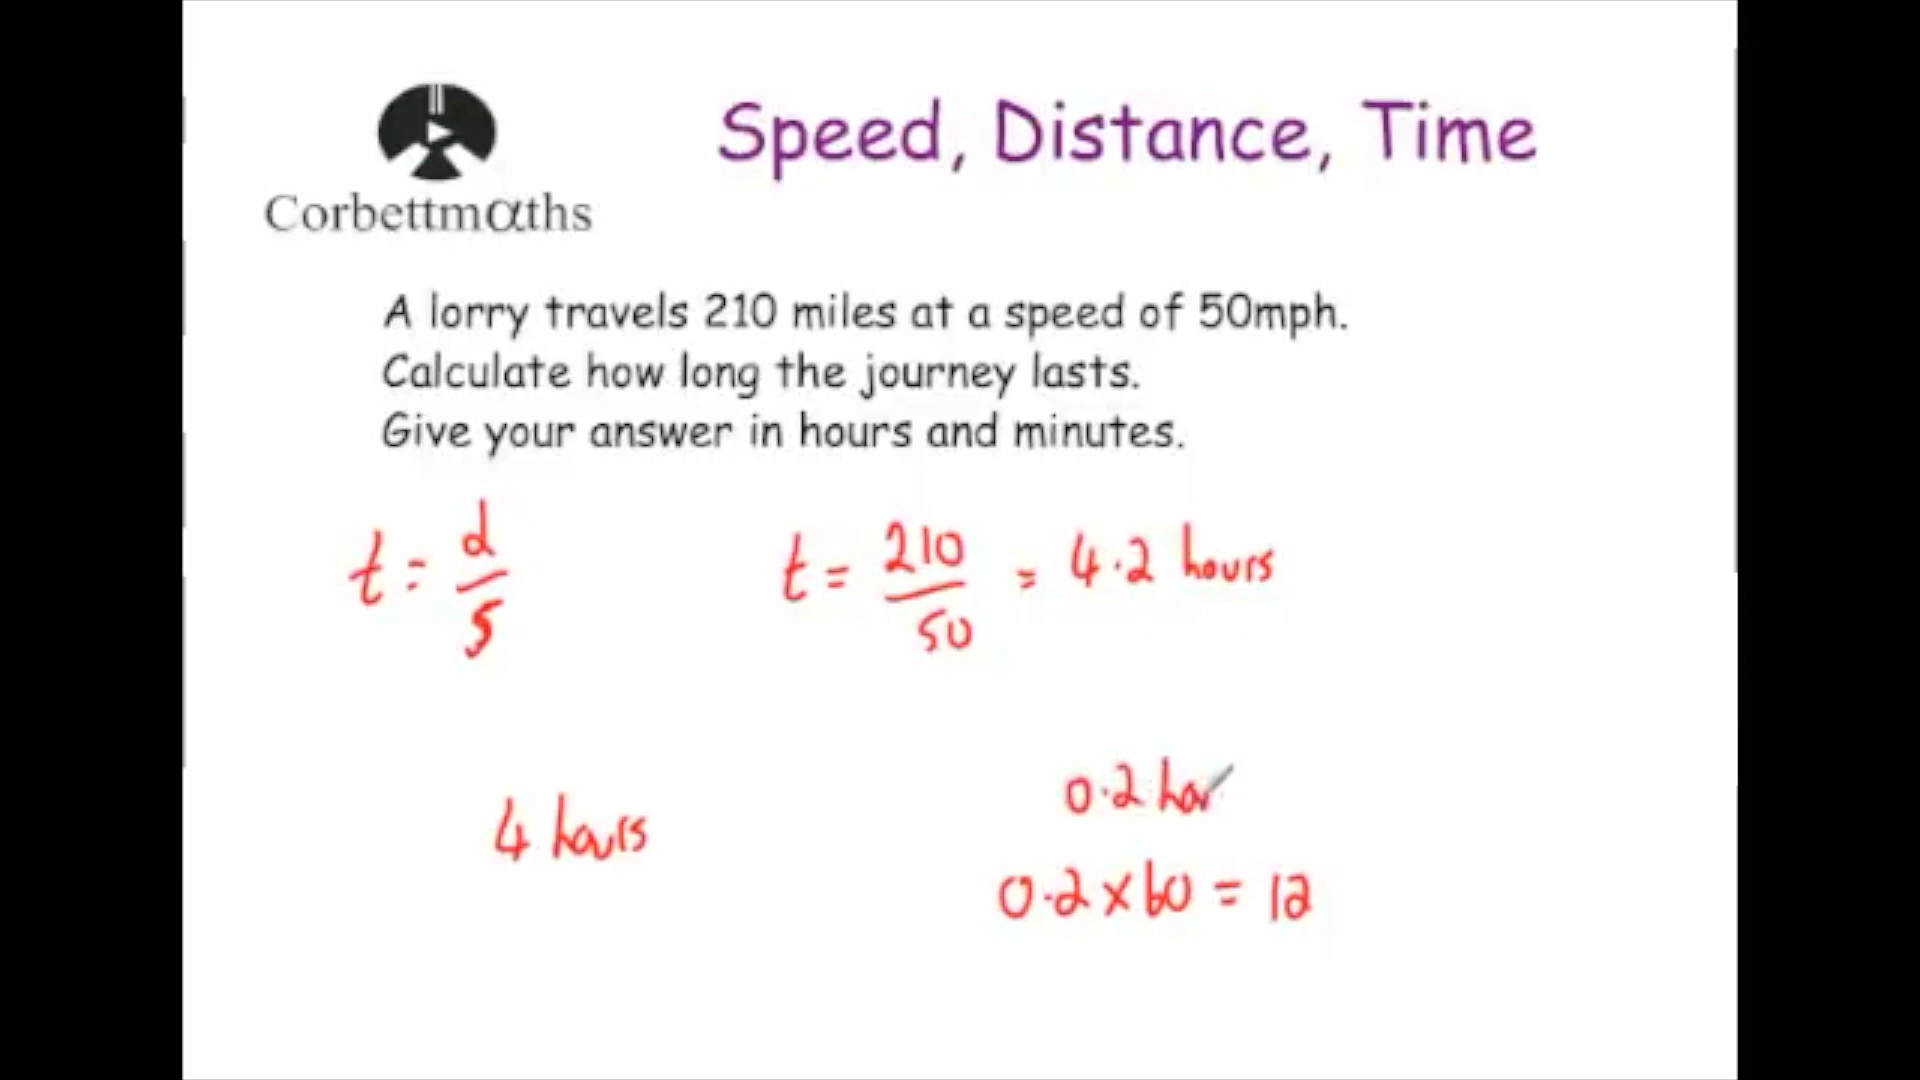 Speed, Distance, Time
Corbettmαths
A lorry travels 210 miles at a speed of 50mph.
Calculate how long the journey lasts.
Give your answer in hours and minutes.
t = d/s
t = 210/50 = 4.2 hours
4 hours
0.2 hou
0.2 x 60 = 12